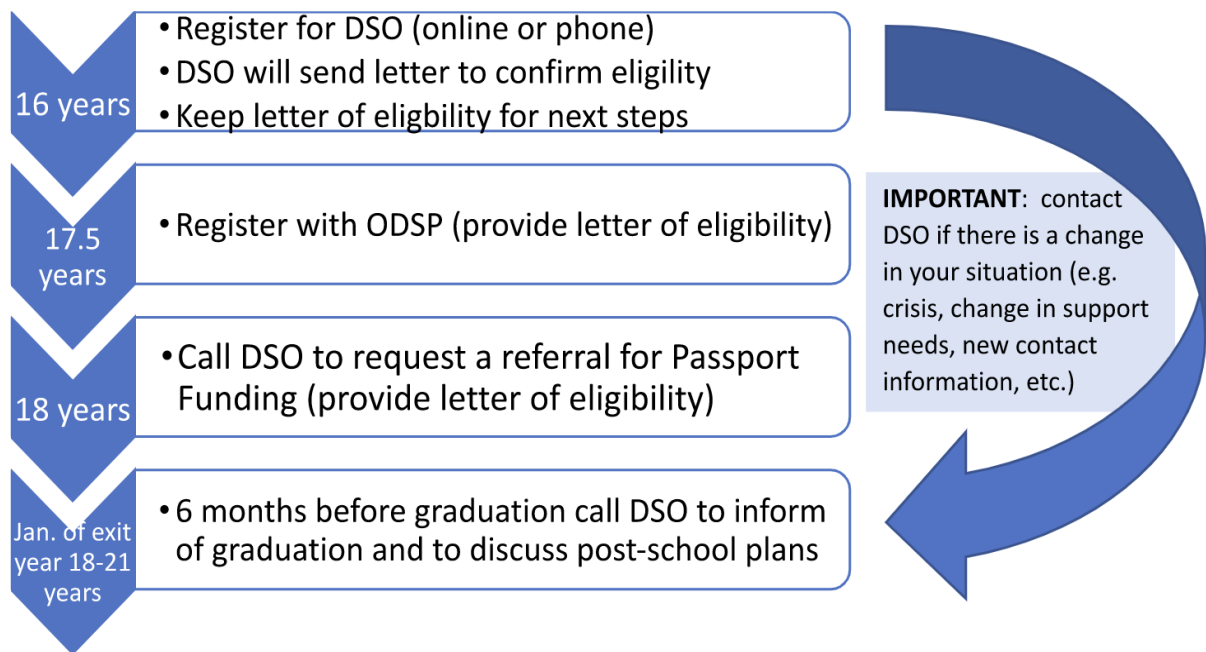 16 years
• Register for DSO (online or phone)
• DSO will send letter to confirm eligility
• Keep letter of eligbility for next steps
17.5
years
• Register with ODSP (provide letter of eligibility)
18 years
• Call DSO to request a referral for Passport
Funding (provide letter of eligibility)
Jan. of exit
year 18-21
years
• 6 months before graduation call DSO to inform
of graduation and to discuss post-school plans
IMPORTANT: contact
DSO if there is a change
in your situation (e.g.
crisis, change in support
needs, new contact
information, etc.)